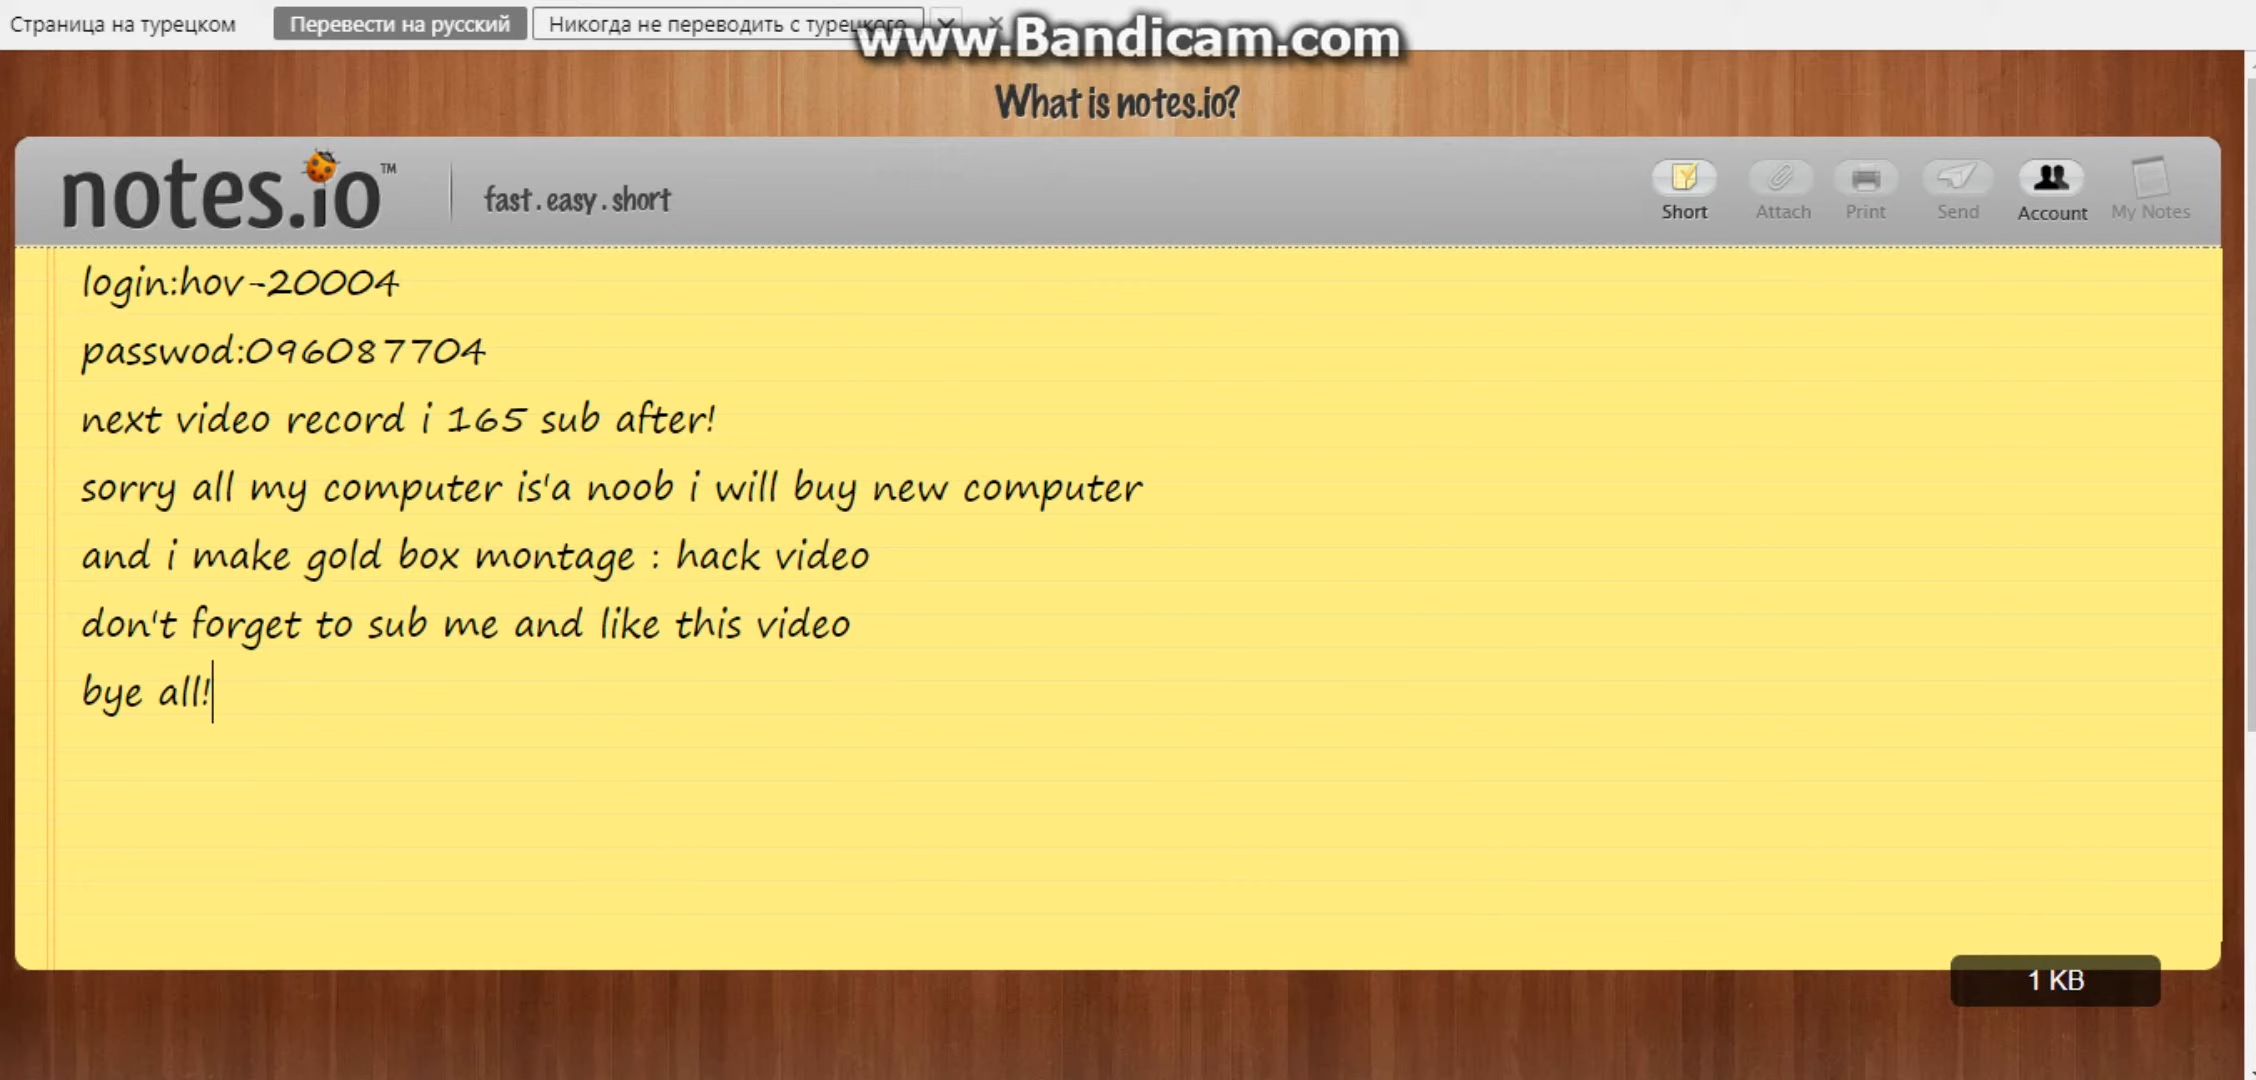 Страница на турецком Перевести на русский Никогда не переводить с турецкого
www.Bandicam.com
What is notes.io?
notes.io™ fast.easy.short
Short Attach Print Send Account My Notes
login:hov-20004
passwod:096087704
next video record i 165 sub after!
sorry all my computer is'a noob i will buy new computer
and i make gold box montage : hack video
don't forget to sub me and like this video
bye all!
1 KB